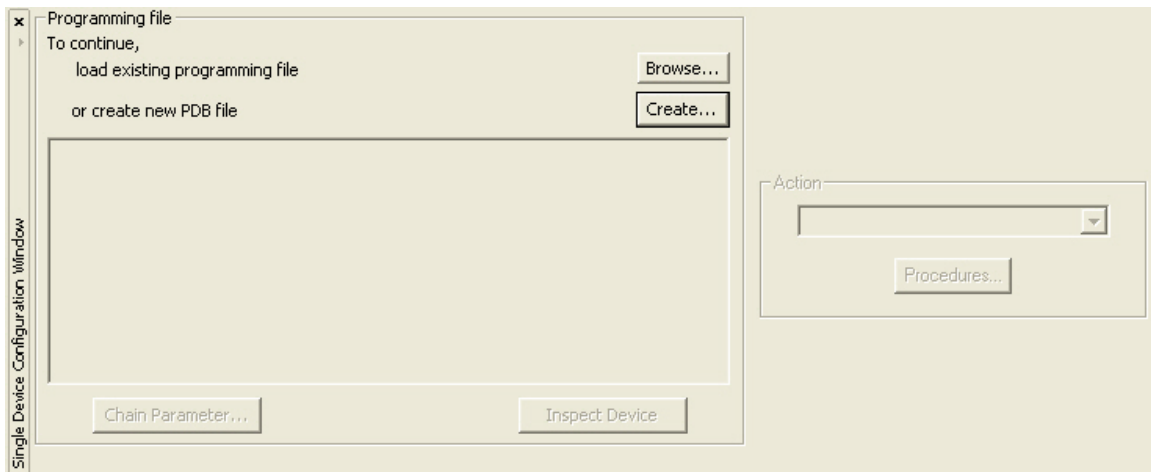 Programming file
To continue,
load existing programming file
Browse...
or create new PDB file
Create...
Action
Procedures...
Chain Parameter...
Inspect Device
Single Device Configuration Window